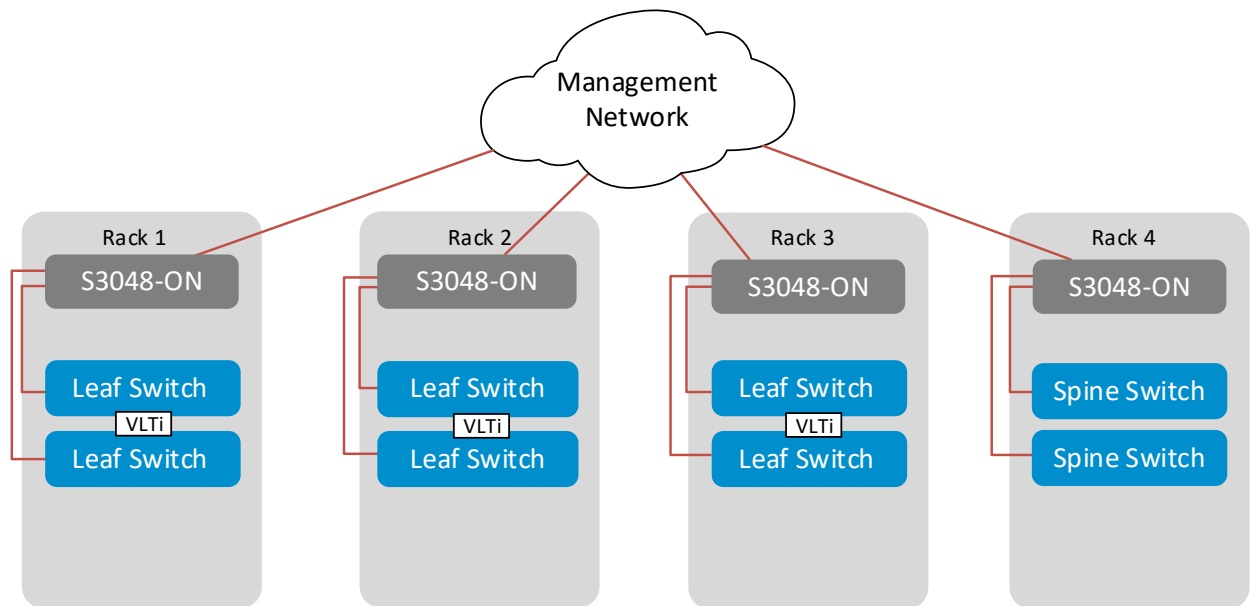 Management
Network
Rack 1
S3048-ON
Leaf Switch
VLTi
Leaf Switch
Rack 2
S3048-ON
Leaf Switch
VLTi
Leaf Switch
Rack 3
S3048-ON
Leaf Switch
VLTi
Leaf Switch
Rack 4
S3048-ON
Spine Switch
Spine Switch